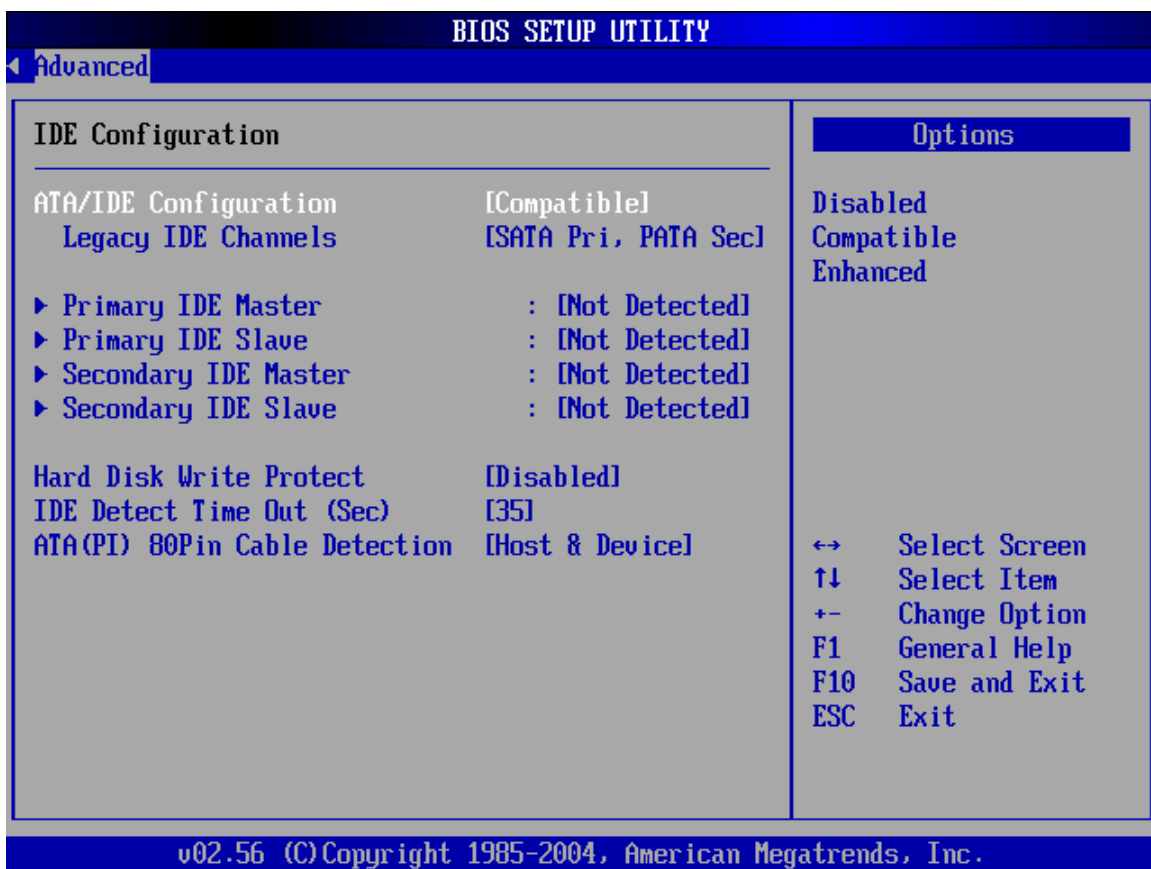 BIOS SETUP UTILITY
Advanced
IDE Configuration
ATA/IDE Configuration [Compatible]
Legacy IDE Channels [SATA Pri, PATA Sec]
Primary IDE Master : [Not Detected]
Primary IDE Slave : [Not Detected]
Secondary IDE Master : [Not Detected]
Secondary IDE Slave : [Not Detected]
Hard Disk Write Protect [Disabled]
IDE Detect Time Out (Sec) [35]
ATA(PI) 80Pin Cable Detection [Host & Device]
Options
Disabled
Compatible
Enhanced
↔ Select Screen
↑↓ Select Item
+- Change Option
F1 General Help
F10 Save and Exit
ESC Exit
v02.56 (C)Copyright 1985-2004, American Megatrends, Inc.